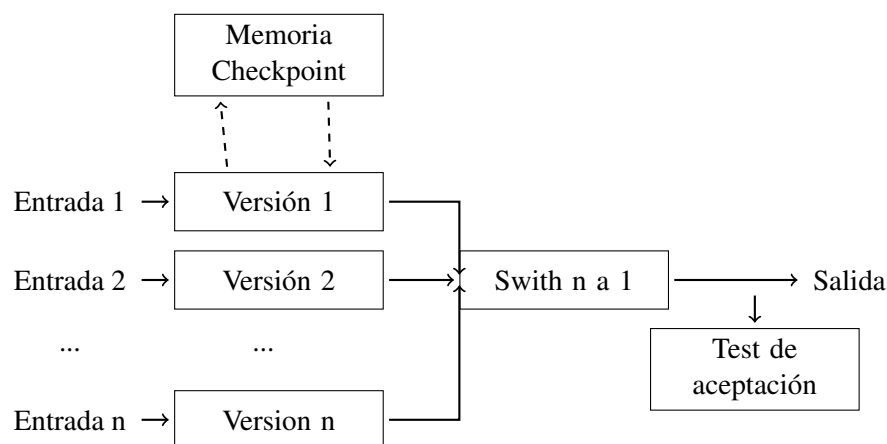 Memoria
Checkpoint
Entrada 1
Versión 1
Entrada 2
Versión 2
Swith n a 1
Salida
...
...
Test de
aceptación
Entrada n
Version n